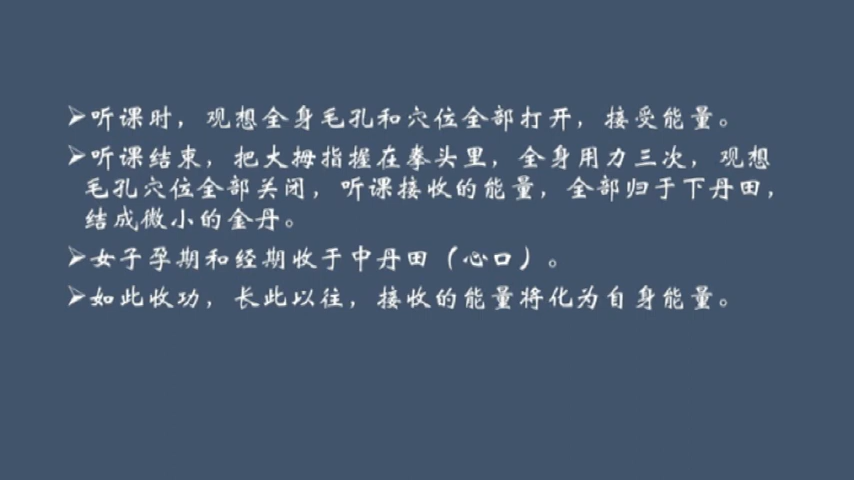 ➢听课时，观想全身毛孔和穴位全部打开，接受能量。
➢听课结束，把大拇指握在拳头里，全身用力三次，观想
毛孔穴位全部关闭，听课接收的能量，全部归于下丹田，
结成微小的金丹。
➢女子孕期和经期收于中丹田（心口）。
➢如此收功，长此以往，接收的能量将化为自身能量。